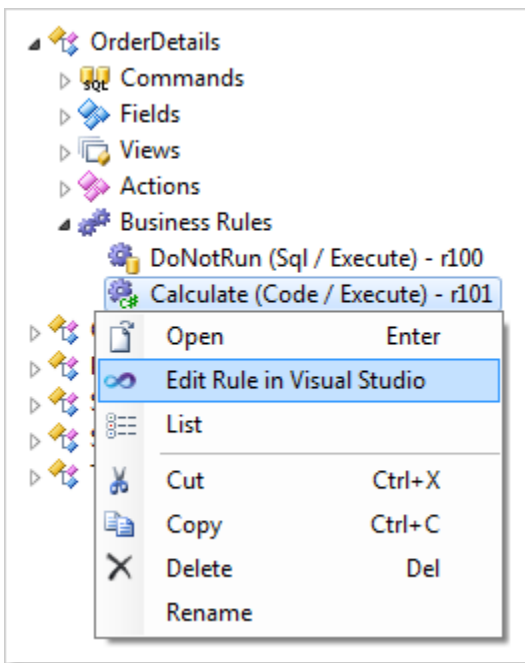 OrderDetails
SQL
Commands
Fields
Views
Actions
Business Rules
DoNotRun (Sql / Execute) - r100
C#
Calculate (Code / Execute) - r101
Open Enter
Edit Rule in Visual Studio
List
Cut Ctrl+X
Copy Ctrl+C
Delete Del
Rename